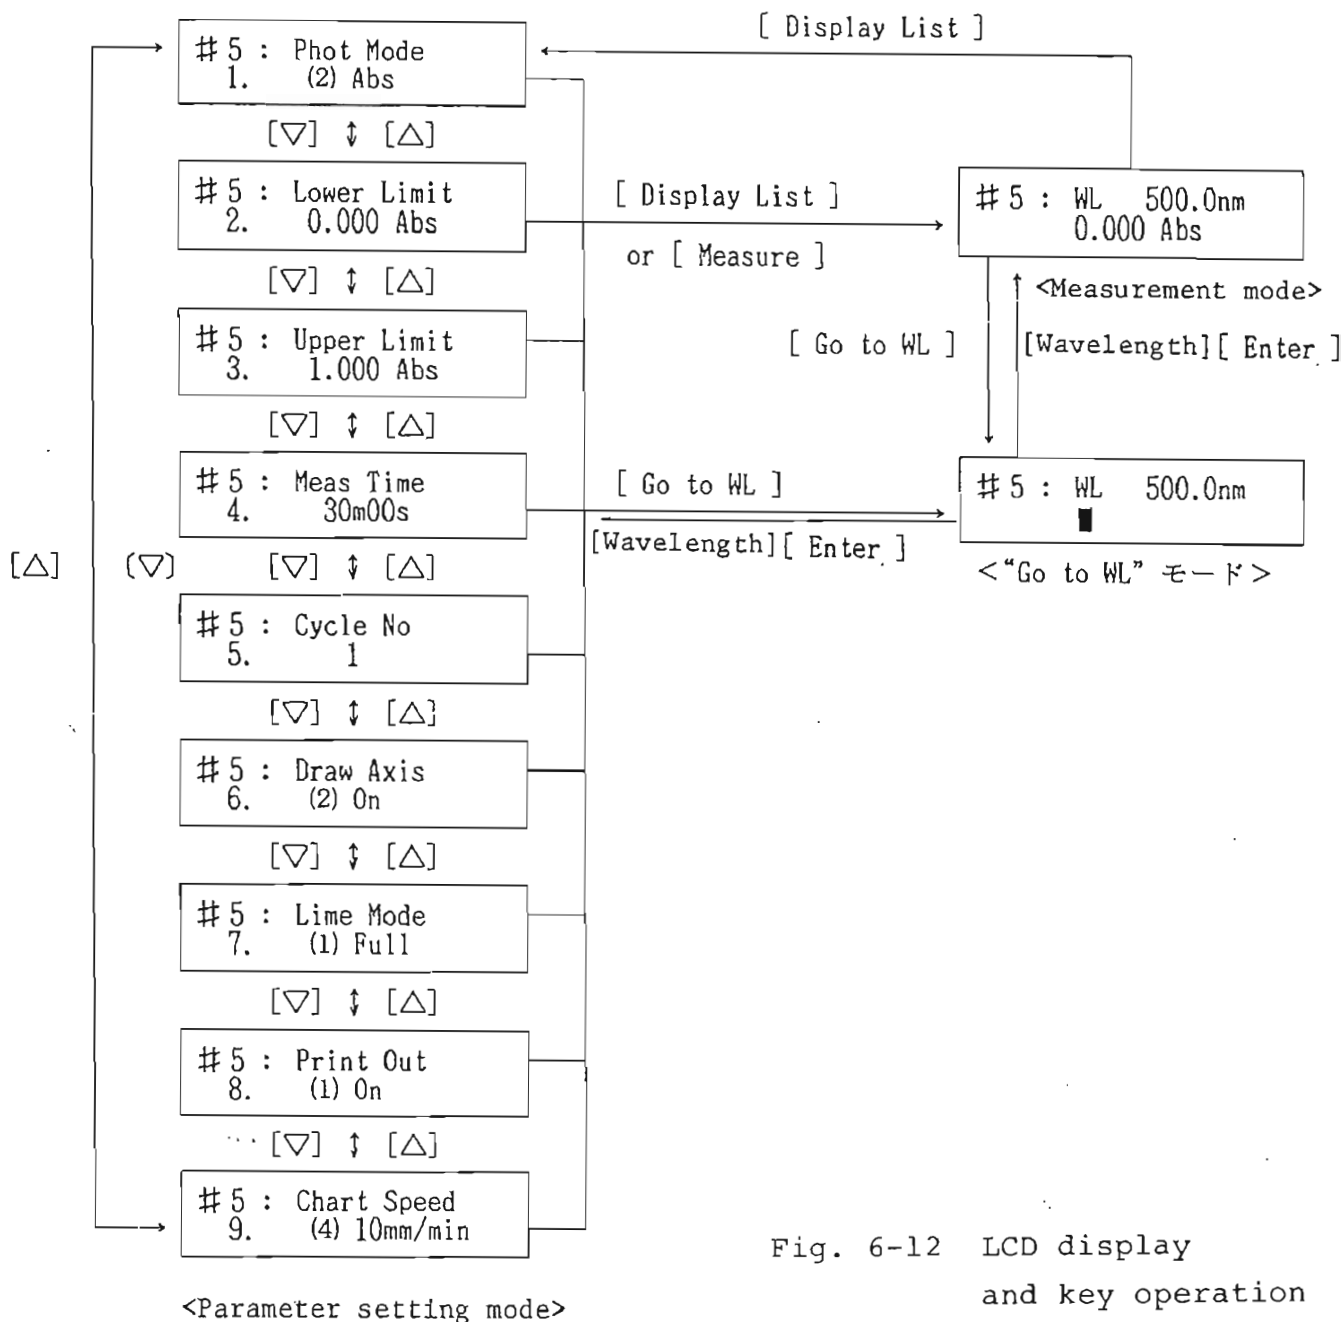 [ Display List ]
#5: Phot Mode
1. (2) Abs
[▽] ↕ [△]
#5: Lower Limit
2. 0.000 Abs
[ Display List ]
or [ Measure ]
#5: WL 500.0nm
0.000 Abs
<Measurement mode>
[▽] ↕ [△]
#5: Upper Limit
3. 1.000 Abs
[ Go to WL ]
[Wavelength][ Enter ]
[▽] ↕ [△]
#5: Meas Time
4. 30m00s
[ Go to WL ]
[Wavelength][ Enter ]
#5: WL 500.0nm
<"Go to WL" モード>
[△] [▽] [▽] ↕ [△]
#5: Cycle No
5. 1
[▽] ↕ [△]
#5: Draw Axis
6. (2) On
[▽] ↕ [△]
#5: Lime Mode
7. (1) Full
[▽] ↕ [△]
#5: Print Out
8. (1) On
[▽] ↕ [△]
#5: Chart Speed
9. (4) 10mm/min
<Parameter setting mode>
Fig. 6-12 LCD display
and key operation